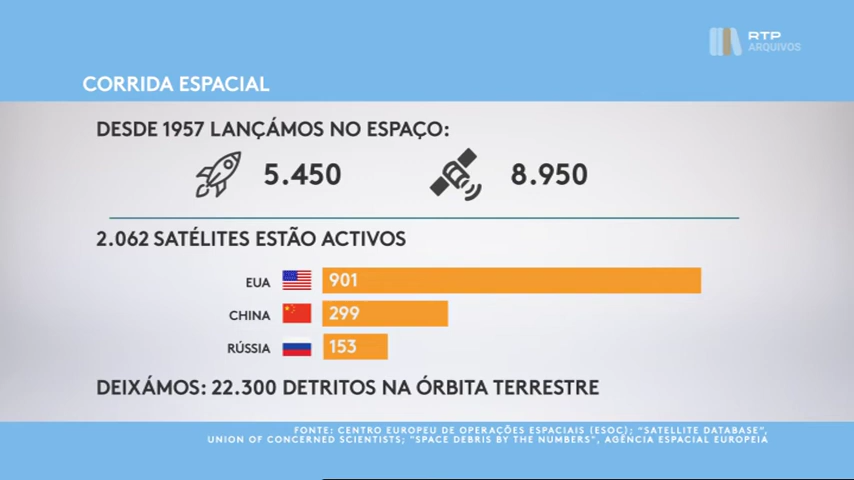 RTP
ARQUIVOS
CORRIDA ESPACIAL
DESDE 1957 LANÇÁMOS NO ESPAÇO:
5.450 8.950
2.062 SATÉLITES ESTÃO ACTIVOS
EUA 901
CHINA 299
RÚSSIA 153
DEIXÁMOS: 22.300 DETRITOS NA ÓRBITA TERRESTRE
FONTE: CENTRO EUROPEU DE OPERAÇÕES ESPACIAIS (ESOC); "SATELLITE DATABASE",
UNION OF CONCERNED SCIENTISTS; "SPACE DEBRIS BY THE NUMBERS", AGÊNCIA ESPACIAL EUROPEIA